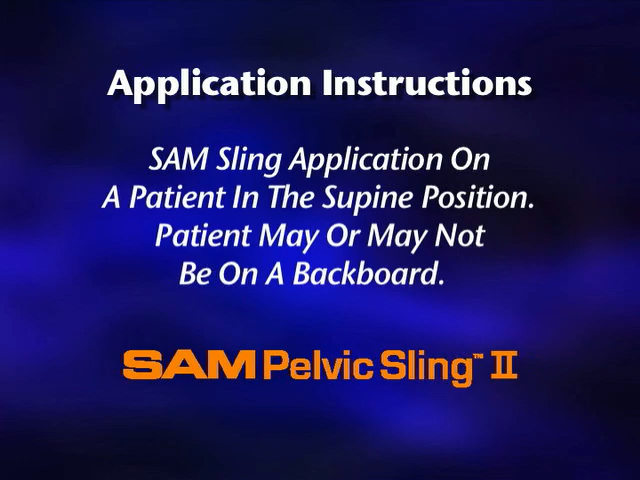 Application Instructions
SAM Sling Application On
A Patient In The Supine Position.
Patient May Or May Not
Be On A Backboard.
SAM Pelvic Sling™ II